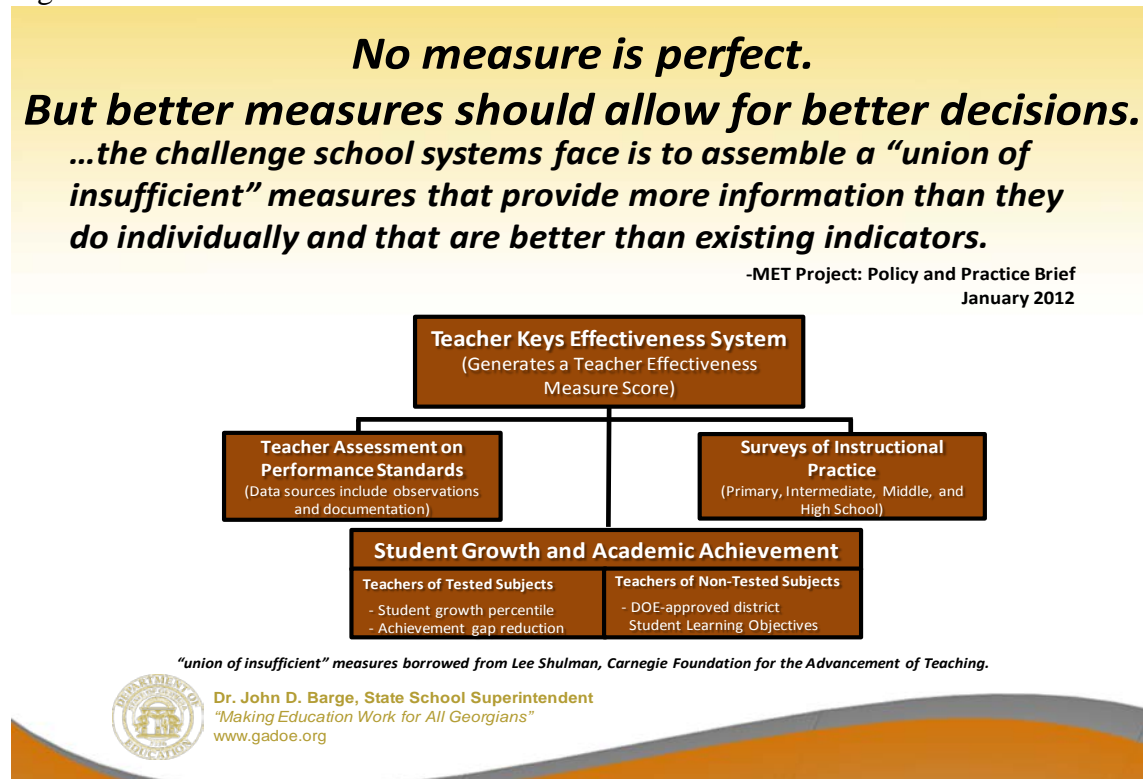 No measure is perfect.
But better measures should allow for better decisions.
...the challenge school systems face is to assemble a “union of
insufficient” measures that provide more information than they
do individually and that are better than existing indicators.
-MET Project: Policy and Practice Brief
January 2012
Teacher Keys Effectiveness System
(Generates a Teacher Effectiveness
Measure Score)
Teacher Assessment on
Performance Standards
(Data sources include observations
and documentation)
Surveys of Instructional
Practice
(Primary, Intermediate, Middle, and
High School)
Student Growth and Academic Achievement
Teachers of Tested Subjects
- Student growth percentile
- Achievement gap reduction
Teachers of Non-Tested Subjects
- DOE-approved district
Student Learning Objectives
“union of insufficient” measures borrowed from Lee Shulman, Carnegie Foundation for the Advancement of Teaching.
DEPARTMENT OF
EDUCATION
Dr. John D. Barge, State School Superintendent
“Making Education Work for All Georgians”
www.gadoe.org